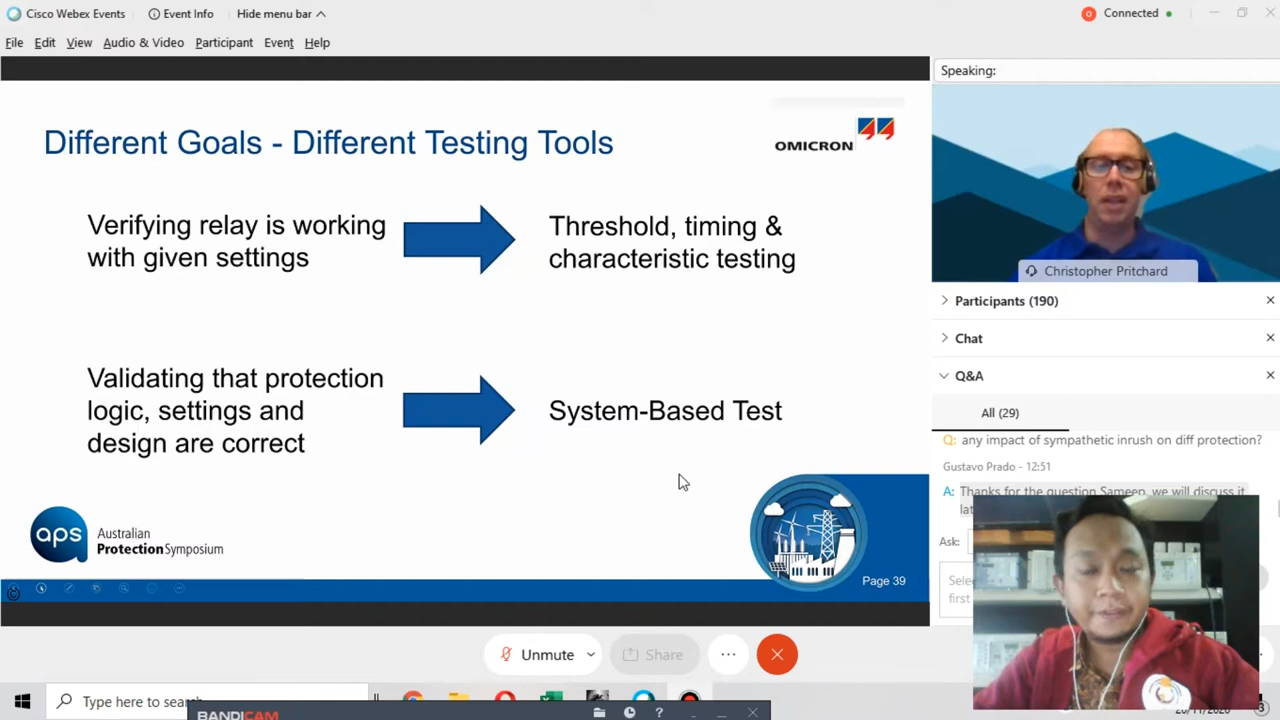 Cisco Webex Events
Event Info
Hide menu bar
Connected
File Edit View Audio & Video Participant Event Help
Speaking:
Different Goals - Different Testing Tools
OMICRON
Verifying relay is working
with given settings
Threshold, timing &
characteristic testing
Validating that protection
logic, settings and
design are correct
System-Based Test
aps
Australian
Protection Symposium
Page 39
Christopher Pritchard
Participants (190)
Chat
Q&A
All (29)
Q: any impact of sympathetic inrush on diff protection?
Gustavo Prado - 12:51
A: Thanks for the question Sameep, we will discuss it
Ask:
first
Unmute
Share
Type here to
BANDICAM